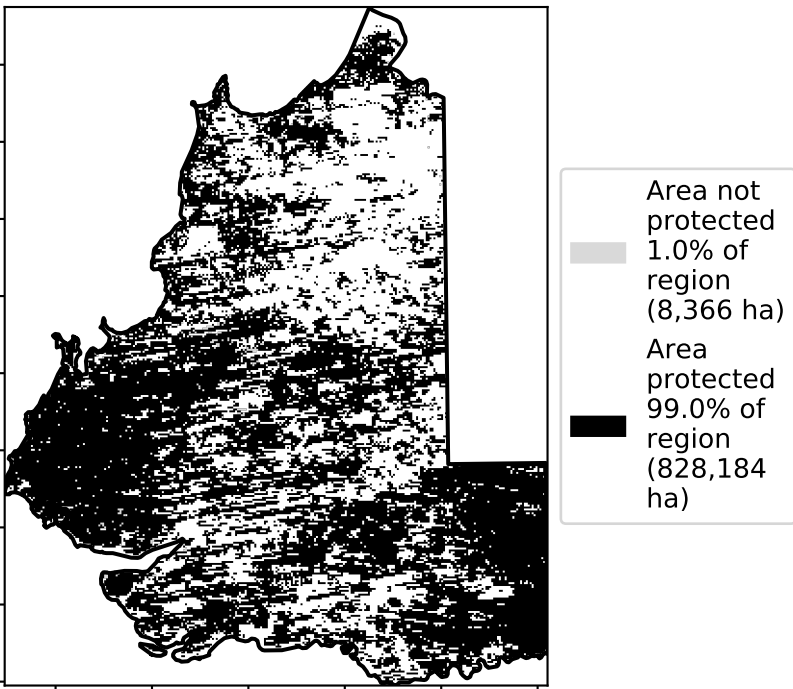 Area not
protected
1.0% of
region
(8,366 ha)
Area
protected
99.0% of
region
(828,184
ha)